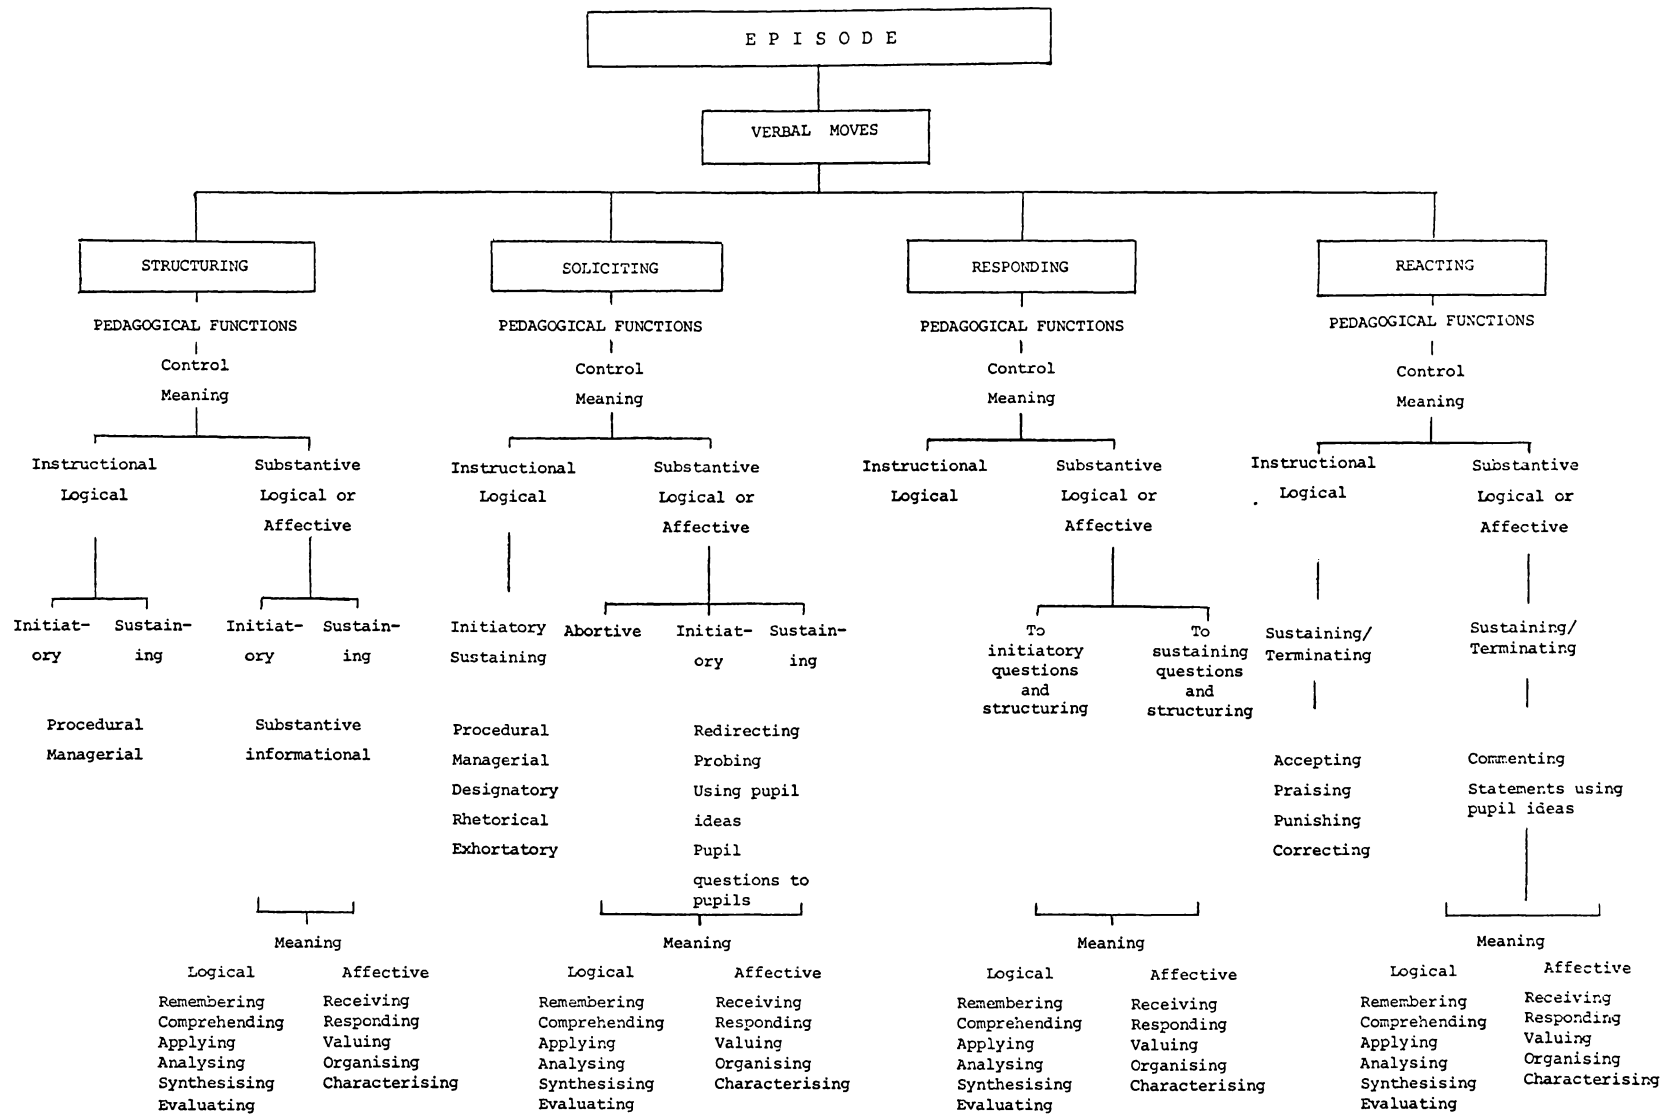 E P I S O D E
VERBAL MOVES
STRUCTURING
PEDAGOGICAL FUNCTIONS
Control
Meaning
Instructional
Logical
Substantive
Logical or
Affective
Initiat-
ory
Sustain-
ing
Initiat-
ory
Sustain-
ing
Procedural
Managerial
Substantive
informational
Meaning
Logical
Remembering
Comprehending
Applying
Analysing
Synthesising
Evaluating
Affective
Receiving
Responding
Valuing
Organising
Characterising
SOLICITING
PEDAGOGICAL FUNCTIONS
Control
Meaning
Instructional
Logical
Substantive
Logical or
Affective
Initiatory
Sustaining
Abortive
Initiat-
ory
Sustain-
ing
Procedural
Managerial
Designatory
Rhetorical
Exhortatory
Redirecting
Probing
Using pupil
ideas
Pupil
questions to
pupils
Meaning
Logical
Remembering
Comprehending
Applying
Analysing
Synthesising
Evaluating
Affective
Receiving
Responding
Valuing
Organising
Characterising
RESPONDING
PEDAGOGICAL FUNCTIONS
Control
Meaning
Instructional
Logical
Substantive
Logical or
Affective
To
initiatory
questions
and
structuring
To
sustaining
questions
and
structuring
Meaning
Logical
Remembering
Comprehending
Applying
Analysing
Synthesising
Evaluating
Affective
Receiving
Responding
Valuing
Organising
Characterising
REACTING
PEDAGOGICAL FUNCTIONS
Control
Meaning
Instructional
Logical
Substantive
Logical or
Affective
Sustaining/
Terminating
Sustaining/
Terminating
Accepting
Praising
Punishing
Correcting
Commenting
Statements using
pupil ideas
Meaning
Logical
Remembering
Comprehending
Applying
Analysing
Synthesising
Evaluating
Affective
Receiving
Responding
Valuing
Organising
Characterising